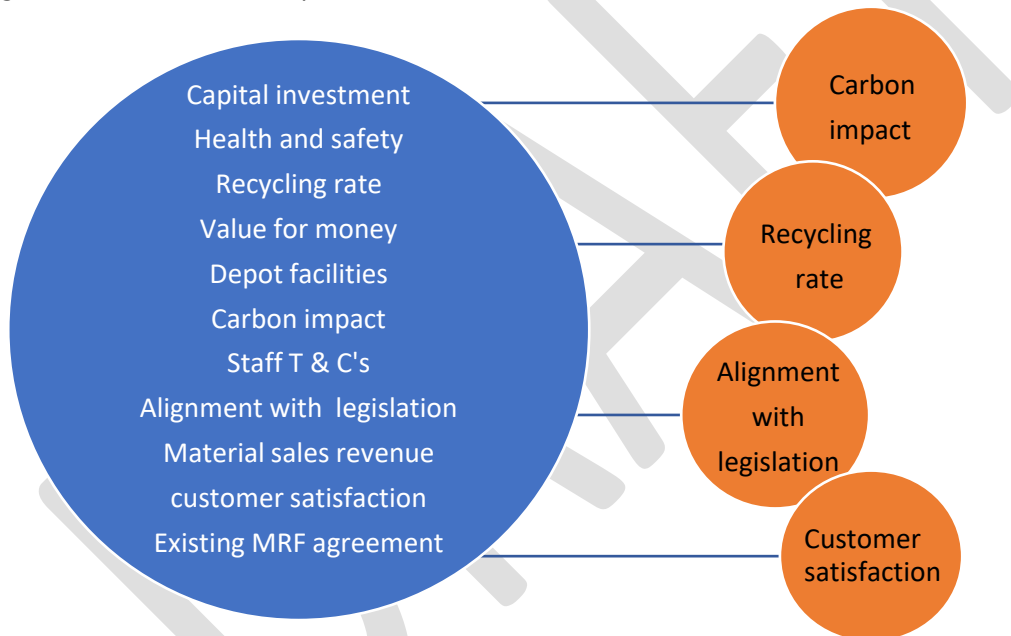 Capital investment
Health and safety
Recycling rate
Value for money
Depot facilities
Carbon impact
Staff T & C's
Alignment with legislation
Material sales revenue
customer satisfaction
Existing MRF agreement
Carbon
impact
Recycling
rate
Alignment
with
legislation
Customer
satisfaction